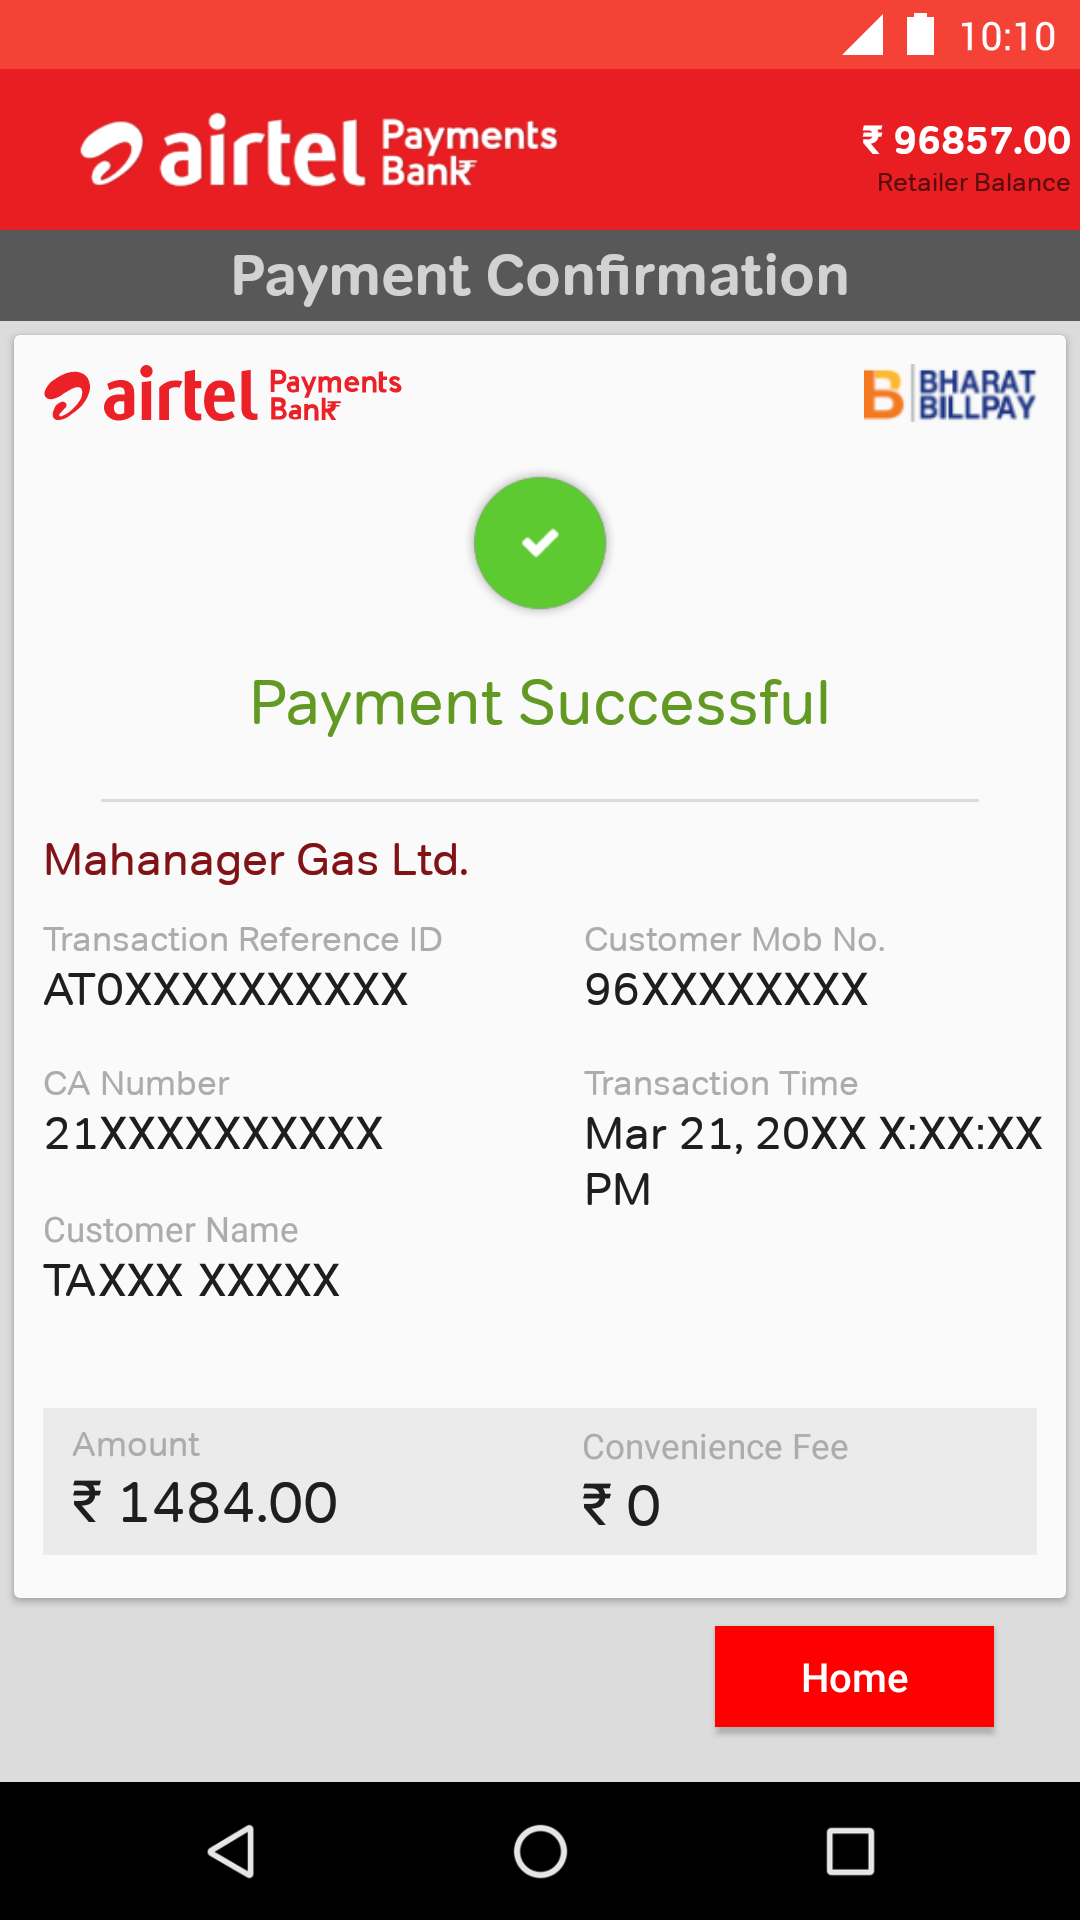 10:10
airtel Payments Bank
₹ 96857.00
Retailer Balance
Payment Confirmation
airtel Payments Bank
B BHARAT BILLPAY
Payment Successful
Mahanager Gas Ltd.
Transaction Reference ID
AT0XXXXXXXXXX
Customer Mob No.
96XXXXXXXX
CA Number
21XXXXXXXXXX
Transaction Time
Mar 21, 20XX X:XX:XX
PM
Customer Name
TAXXX XXXXX
Amount
₹ 1484.00
Convenience Fee
₹ 0
Home